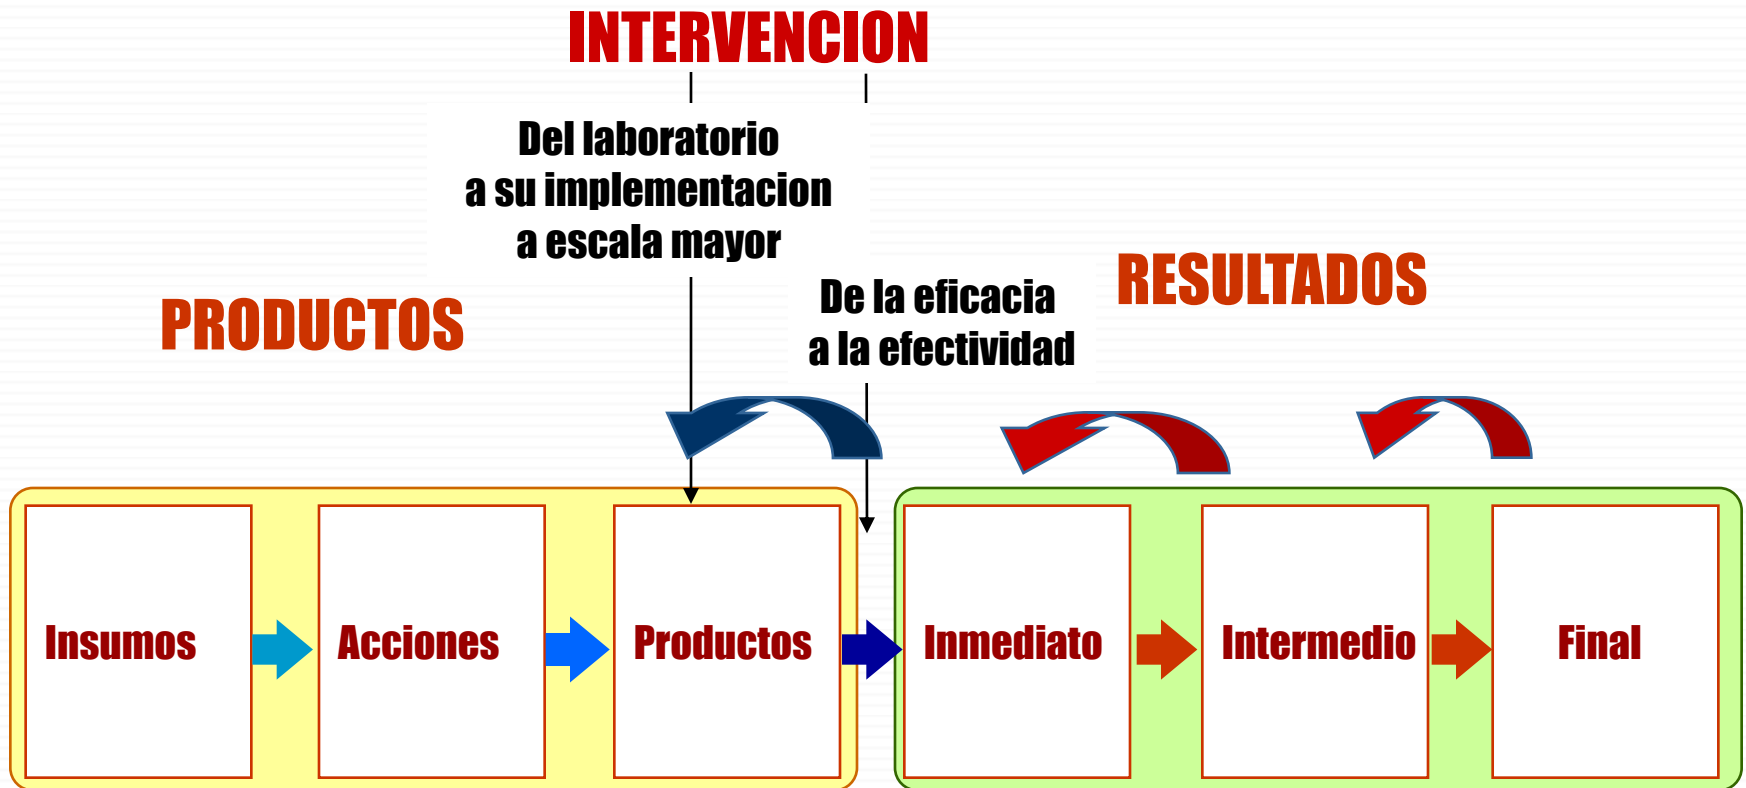 INTERVENCION
Del laboratorio
a su implementacion
a escala mayor
PRODUCTOS
De la eficacia
a la efectividad
RESULTADOS
Insumos
Acciones
Productos
Inmediato
Intermedio
Final